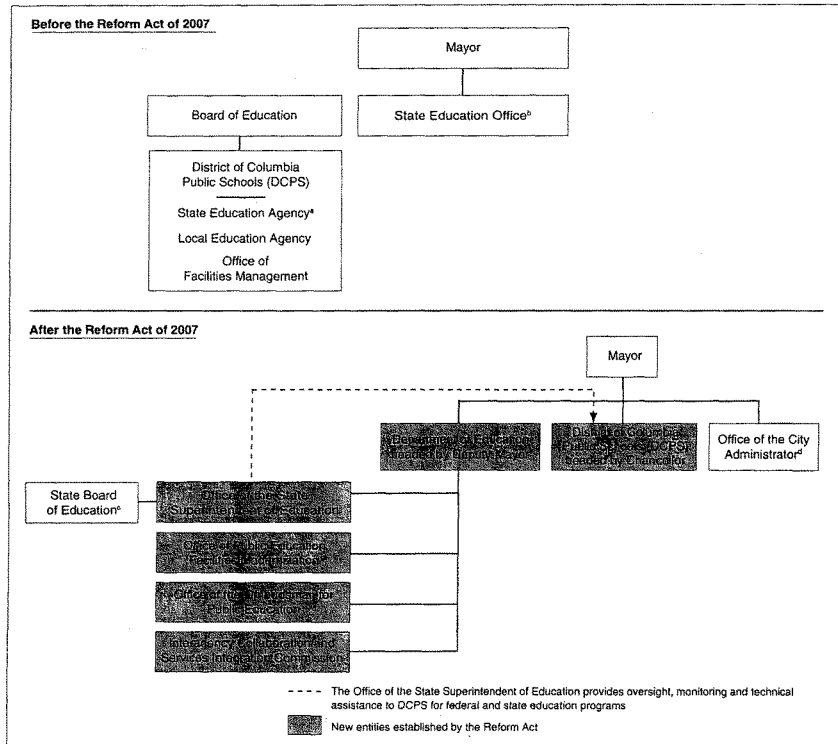 Before the Reform Act of 2007
Mayor
Board of Education
State Education Officeᵇ
District of Columbia
Public Schools (DCPS)
State Education Agencyᵃ
Local Education Agency
Office of
Facilities Management
After the Reform Act of 2007
Mayor
Department of Education
headed by Deputy Mayor
District of Columbia
Public Schools (DCPS)
headed by Chancellor
Office of the City
Administratorᵈ
State Board
of Educationᶜ
Office of the State
Superintendent of Education
Office of Public Education
Facilities
Office of the Ombudsman for
Public Education
Interagency Collaboration and
Services Integration Commission
The Office of the State Superintendent of Education provides oversight, monitoring and technical
assistance to DCPS for federal and state education programs
New entities established by the Reform Act